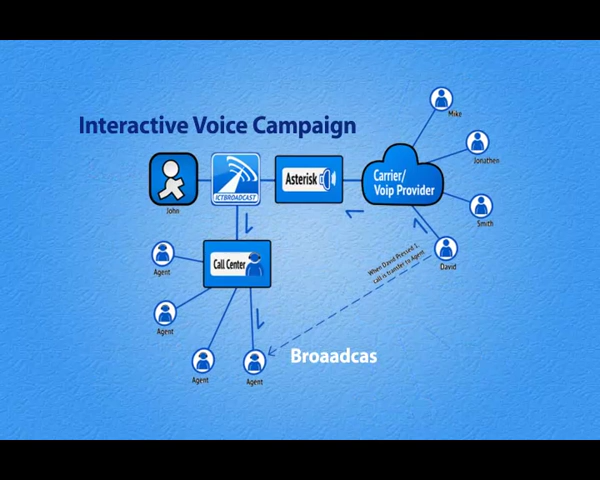 Mike
Interactive Voice Campaign
Jonathen
Asterisk
Carrier/
Voip Provider
ICTBROADCAST
John
Smith
When David Pressed 1,
call is transfer to Agent
Call Center
David
Agent
Agent
Broaadcas
Agent
Agent